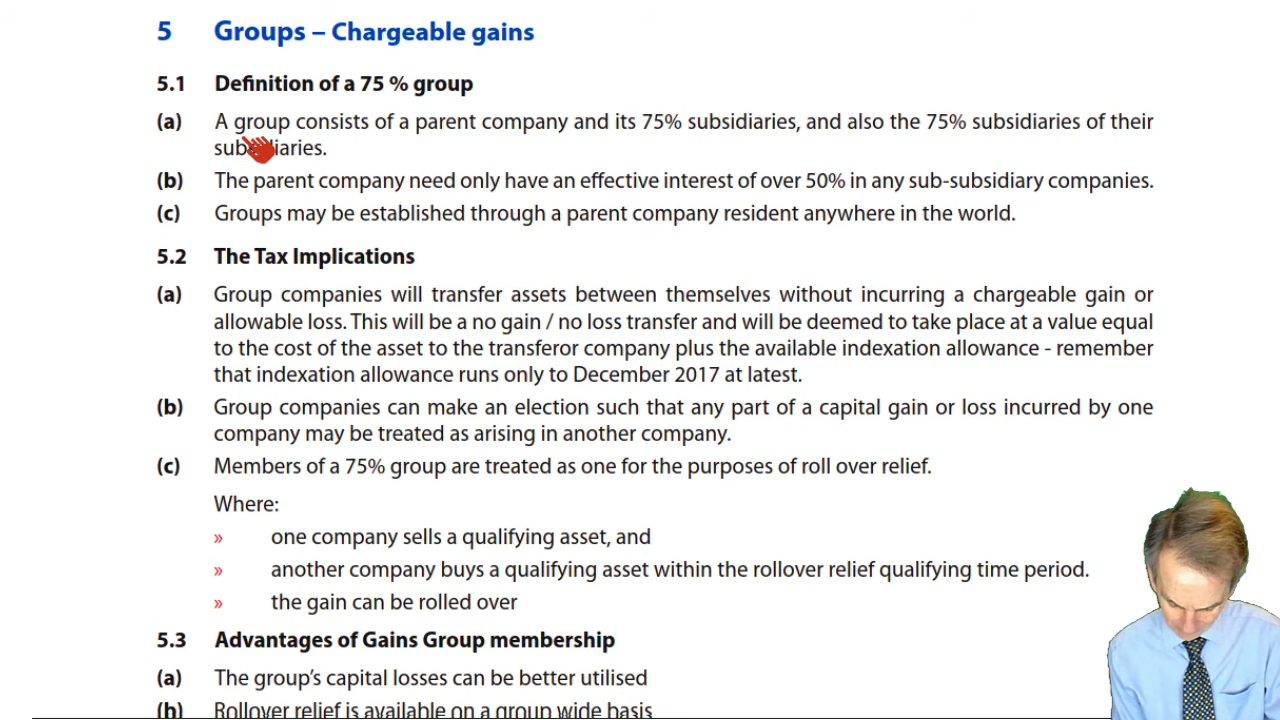 5 Groups – Chargeable gains
5.1 Definition of a 75 % group
(a) A group consists of a parent company and its 75% subsidiaries, and also the 75% subsidiaries of their
subsidiaries.
(b) The parent company need only have an effective interest of over 50% in any sub-subsidiary companies.
(c) Groups may be established through a parent company resident anywhere in the world.
5.2 The Tax Implications
(a) Group companies will transfer assets between themselves without incurring a chargeable gain or
allowable loss. This will be a no gain / no loss transfer and will be deemed to take place at a value equal
to the cost of the asset to the transferor company plus the available indexation allowance - remember
that indexation allowance runs only to December 2017 at latest.
(b) Group companies can make an election such that any part of a capital gain or loss incurred by one
company may be treated as arising in another company.
(c) Members of a 75% group are treated as one for the purposes of roll over relief.
Where:
» one company sells a qualifying asset, and
» another company buys a qualifying asset within the rollover relief qualifying time period.
» the gain can be rolled over
5.3 Advantages of Gains Group membership
(a) The group's capital losses can be better utilised
(b) Rollover relief is available on a group wide basis